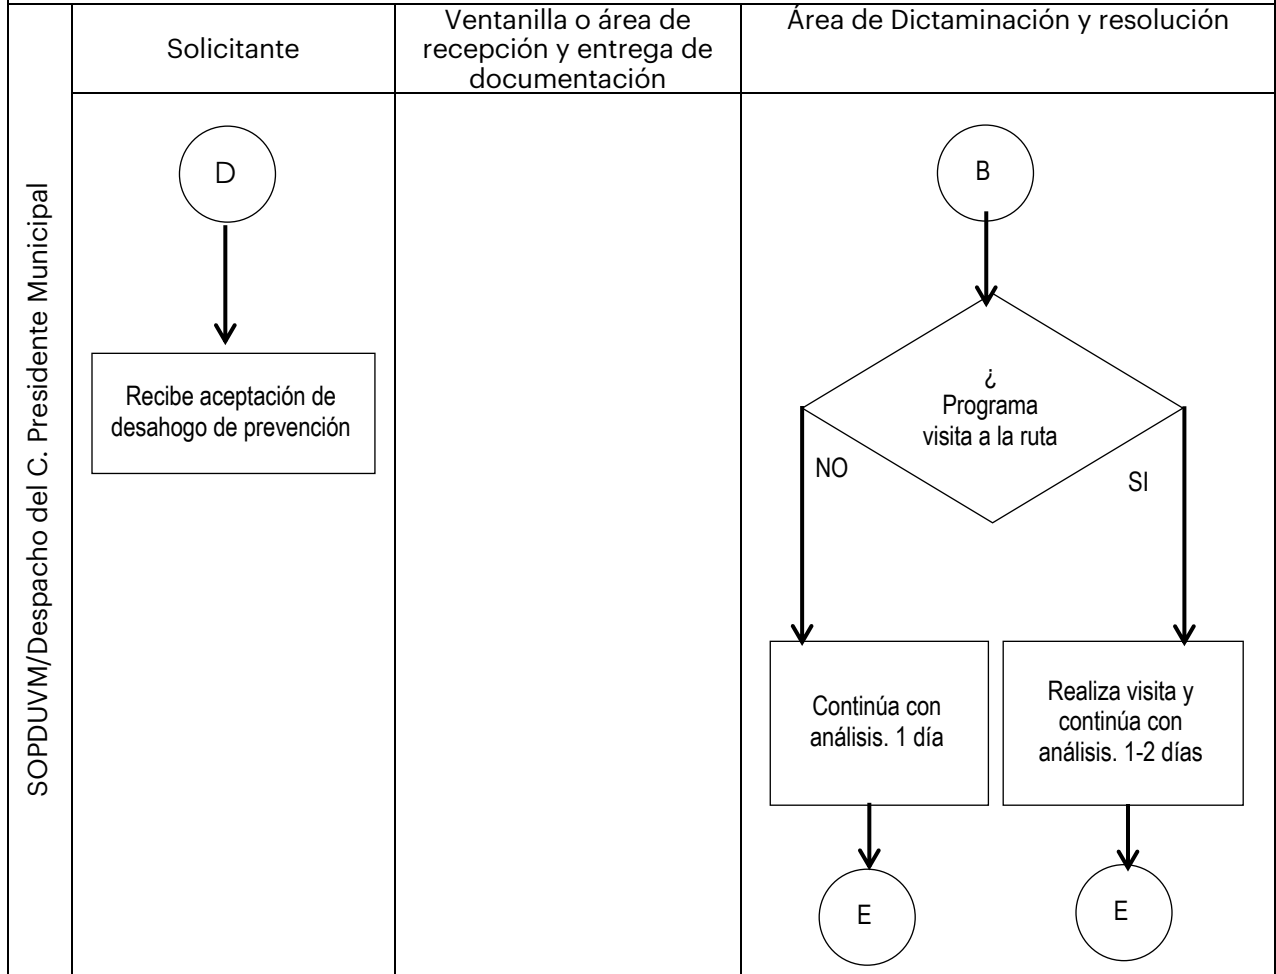 SOPDUVM/Despacho del C. Presidente Municipal
Solicitante
Ventanilla o área de
recepción y entrega de
documentación
Área de Dictaminación y resolución
D
Recibe aceptación de
desahogo de prevención
B
¿
Programa
visita a la ruta
NO
SI
Continúa con
análisis. 1 día
Realiza visita y
continúa con
análisis. 1-2 días
E
E